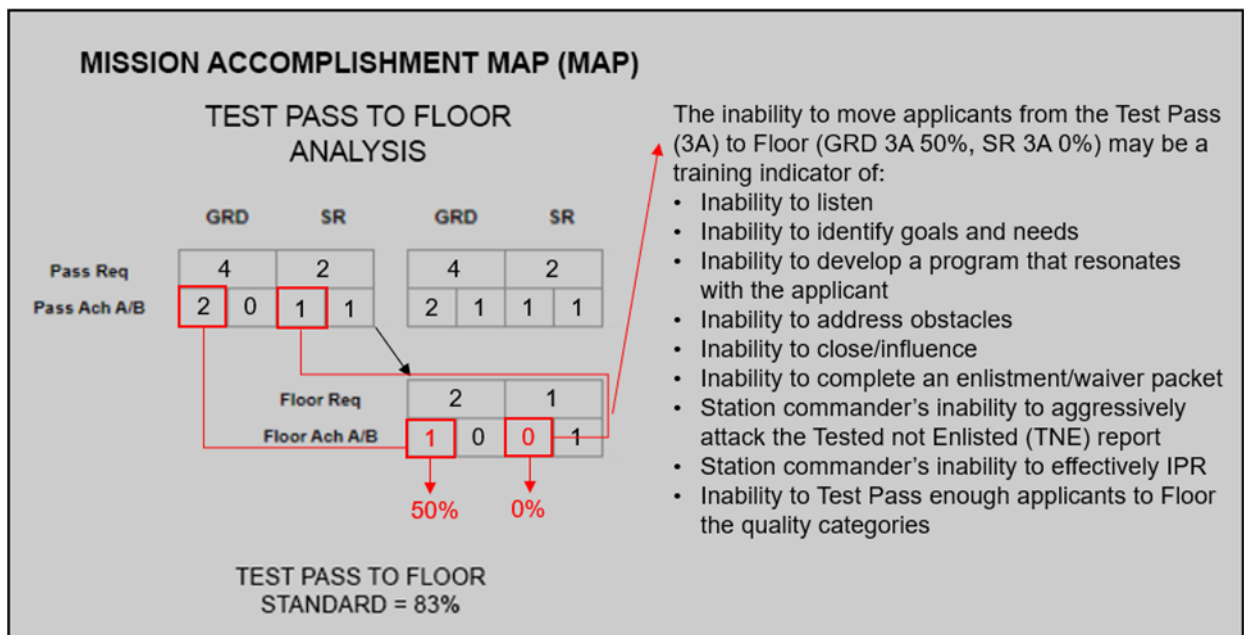 MISSION ACCOMPLISHMENT MAP (MAP)
TEST PASS TO FLOOR
ANALYSIS
GRD SR GRD SR
Pass Req 4 2 4 2
Pass Ach A/B 2 0 1 1 2 1 1 1
Floor Req 2 1
Floor Ach A/B 1 0 0 1
50% 0%
TEST PASS TO FLOOR
STANDARD = 83%
The inability to move applicants from the Test Pass
(3A) to Floor (GRD 3A 50%, SR 3A 0%) may be a
training indicator of:
• Inability to listen
• Inability to identify goals and needs
• Inability to develop a program that resonates
with the applicant
• Inability to address obstacles
• Inability to close/influence
• Inability to complete an enlistment/waiver packet
• Station commander's inability to aggressively
attack the Tested not Enlisted (TNE) report
• Station commander's inability to effectively IPR
• Inability to Test Pass enough applicants to Floor
the quality categories